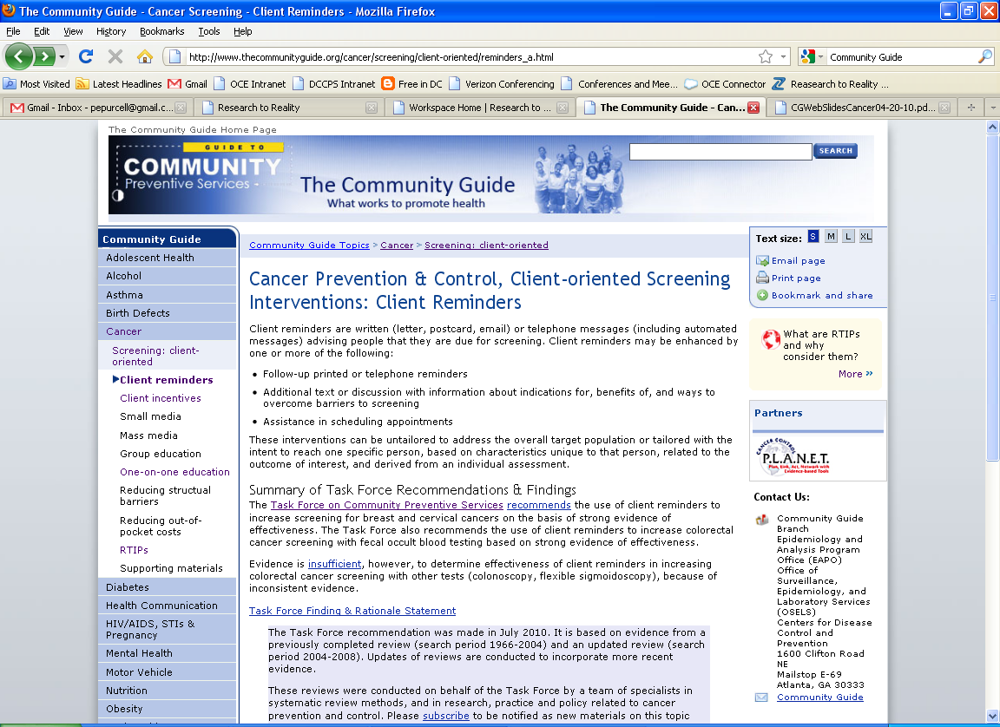 The Community Guide - Cancer Screening - Client Reminders - Mozilla Firefox
File Edit View History Bookmarks Tools Help
http://www.thecommunityguide.org/cancer/screening/client-oriented/reminders_a.html
Community Guide
Most Visited Latest Headlines Gmail OCE Intranet DCCPS Intranet Free in DC Verizon Conferencing Conferences and Mee... OCE Connector Reasearch to Reality ...
Gmail - Inbox - pepurcell@gmail.c... Research to Reality Workspace Home | Research to ... The Community Guide - Can... CGWebSlidesCancer04-20-10.pd...
The Community Guide Home Page
GUIDE TO
COMMUNITY
Preventive Services
The Community Guide
What works to promote health
SEARCH
Community Guide
Adolescent Health
Alcohol
Asthma
Birth Defects
Cancer
Screening: client-
oriented
Client reminders
Client incentives
Small media
Mass media
Group education
One-on-one education
Reducing structual
barriers
Reducing out-of-
pocket costs
RTIPs
Supporting materials
Diabetes
Health Communication
HIV/AIDS, STIs &
Pregnancy
Mental Health
Motor Vehicle
Nutrition
Obesity
Community Guide Topics > Cancer > Screening: client-oriented
Cancer Prevention & Control, Client-oriented Screening
Interventions: Client Reminders
Client reminders are written (letter, postcard, email) or telephone messages (including automated
messages) advising people that they are due for screening. Client reminders may be enhanced by
one or more of the following:
• Follow-up printed or telephone reminders
• Additional text or discussion with information about indications for, benefits of, and ways to
overcome barriers to screening
• Assistance in scheduling appointments
These interventions can be untailored to address the overall target population or tailored with the
intent to reach one specific person, based on characteristics unique to that person, related to the
outcome of interest, and derived from an individual assessment.
Summary of Task Force Recommendations & Findings
The Task Force on Community Preventive Services recommends the use of client reminders to
increase screening for breast and cervical cancers on the basis of strong evidence of
effectiveness. The Task Force also recommends the use of client reminders to increase colorectal
cancer screening with fecal occult blood testing based on strong evidence of effectiveness.
Evidence is insufficient, however, to determine effectiveness of client reminders in increasing
colorectal cancer screening with other tests (colonoscopy, flexible sigmoidoscopy), because of
inconsistent evidence.
Task Force Finding & Rationale Statement
The Task Force recommendation was made in July 2010. It is based on evidence from a
previously completed review (search period 1966-2004) and an updated review (search
period 2004-2008). Updates of reviews are conducted to incorporate more recent
evidence.
These reviews were conducted on behalf of the Task Force by a team of specialists in
systematic review methods, and in research, practice and policy related to cancer
prevention and control. Please subscribe to be notified as new materials on this topic
Text size: S M L XL
Email page
Print page
Bookmark and share
What are RTIPs
and why
consider them?
More »
Partners
CANCER CONTROL
P.L.A.N.E.T.
Plan, Link, Act, Network with
Evidence-based Tools
Contact Us:
Community Guide
Branch
Epidemiology and
Analysis Program
Office (EAPO)
Office of
Surveillance,
Epidemiology, and
Laboratory Services
(OSELS)
Centers for Disease
Control and
Prevention
1600 Clifton Road
NE
Mailstop E-69
Atlanta, GA 30333
Community Guide